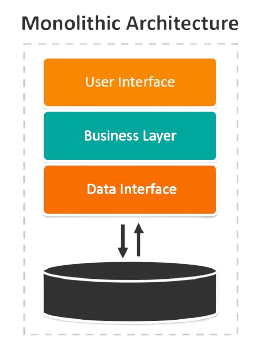 Monolithic Architecture
User Interface
Business Layer
Data Interface